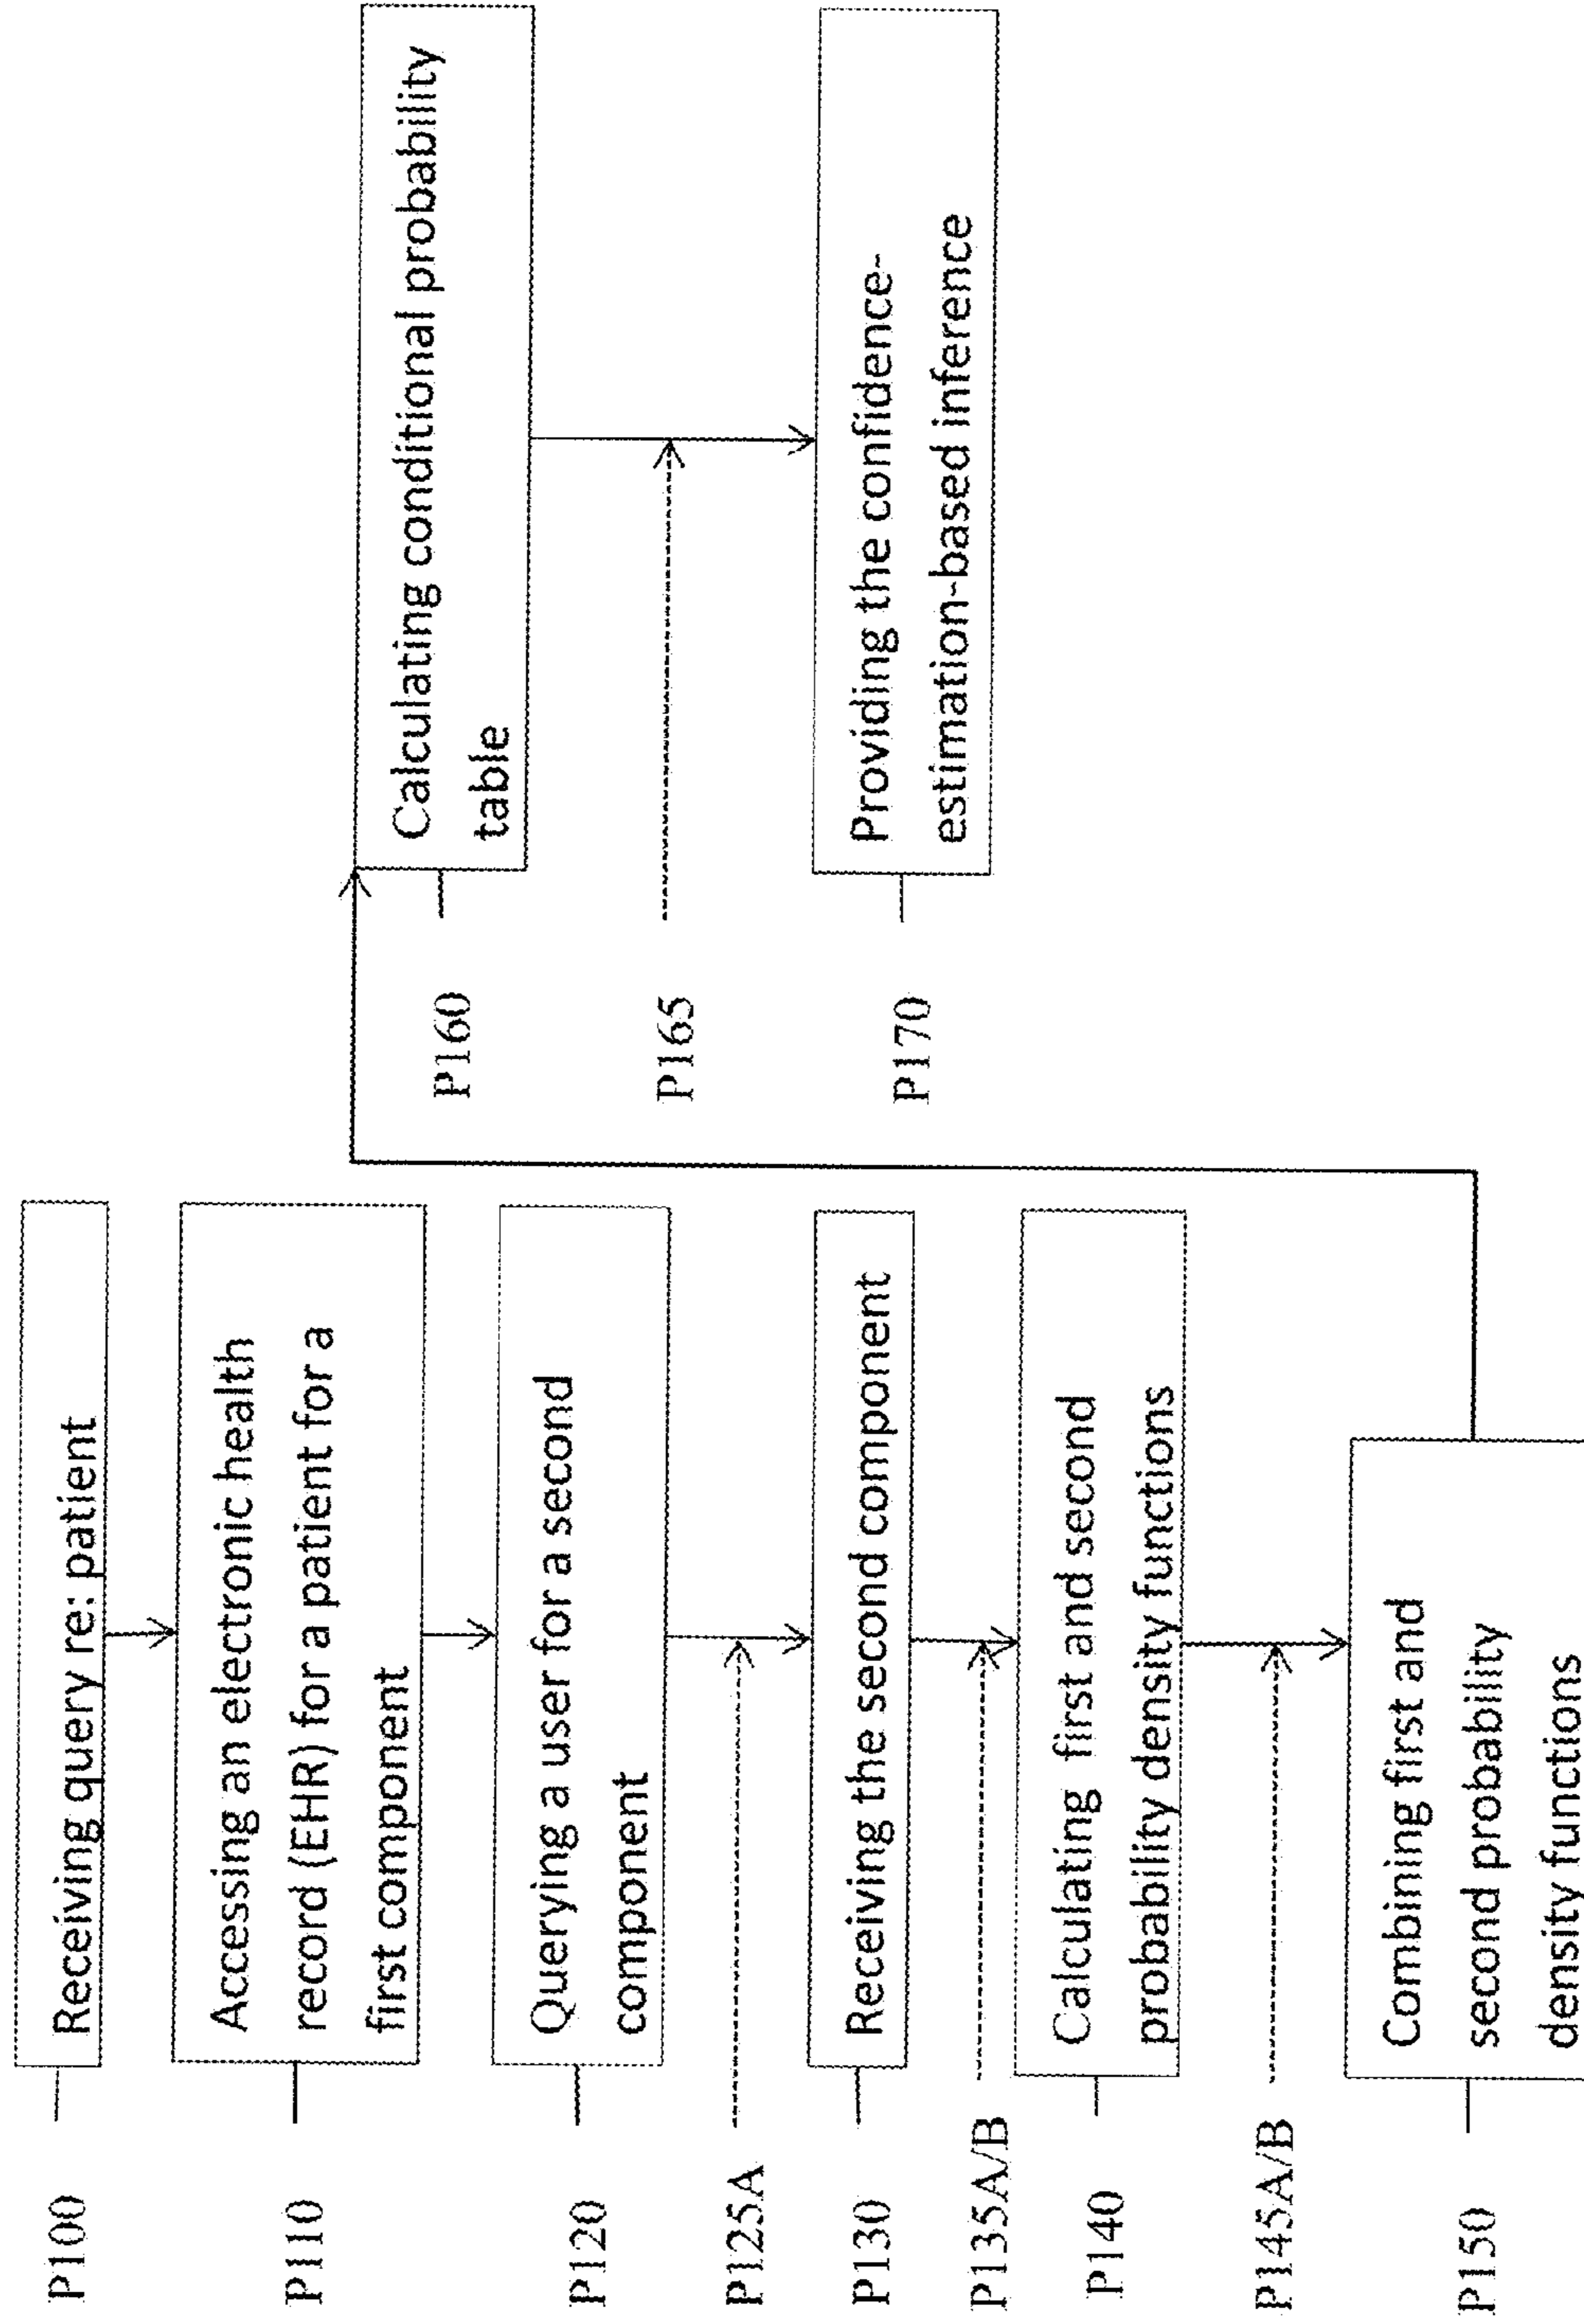 P100
Receiving query re: patient
P110
Accessing an electronic health
record (EHR) for a patient for a
first component
P120
Querying a user for a second
component
P125A
P130
Receiving the second component
P135A/B
P140
Calculating first and second
probability density functions
P145A/B
P150
Combining first and
second probability
density functions
P160
Calculating conditional probability
table
P165
P170
Providing the confidence-
estimation-based inference